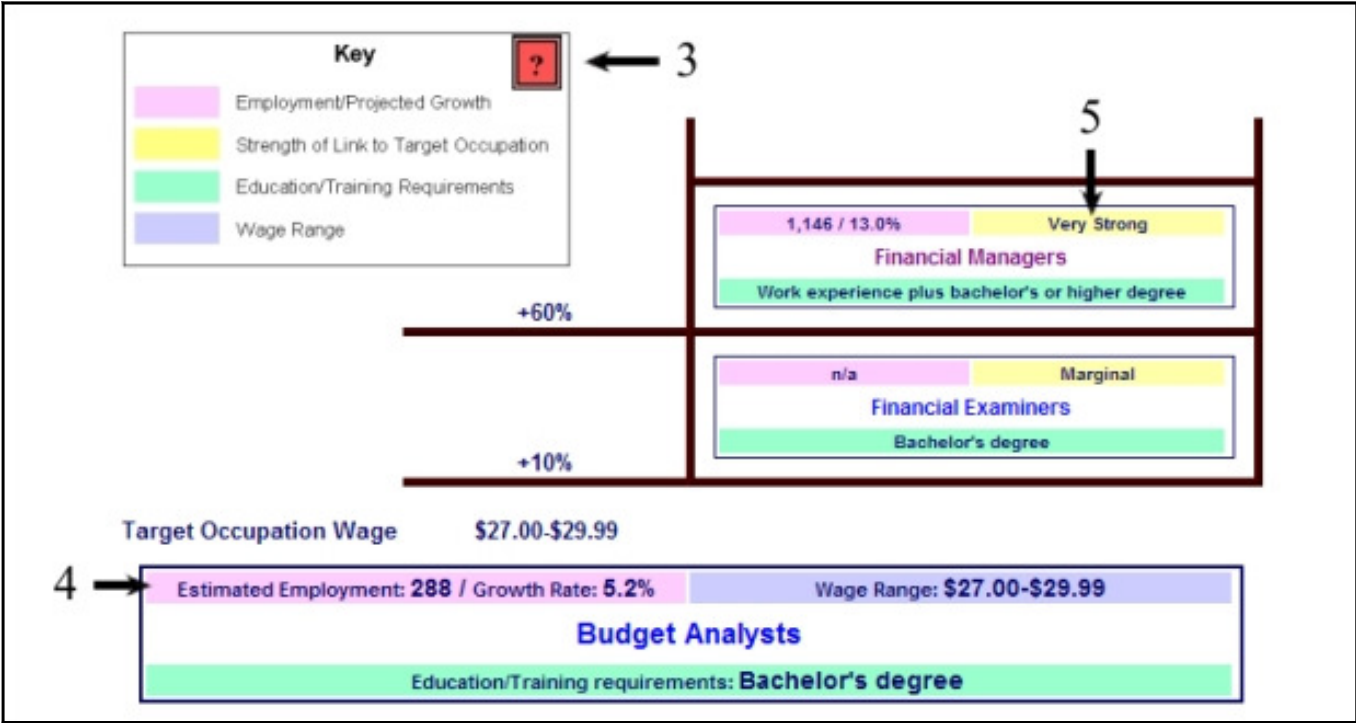 Key
?
3
Employment/Projected Growth
Strength of Link to Target Occupation
Education/Training Requirements
Wage Range
5
1,146 / 13.0% Very Strong
Financial Managers
Work experience plus bachelor's or higher degree
+60%
n/a Marginal
Financial Examiners
Bachelor's degree
+10%
Target Occupation Wage $27.00-$29.99
4
Estimated Employment: 288 / Growth Rate: 5.2% Wage Range: $27.00-$29.99
Budget Analysts
Education/Training requirements: Bachelor's degree